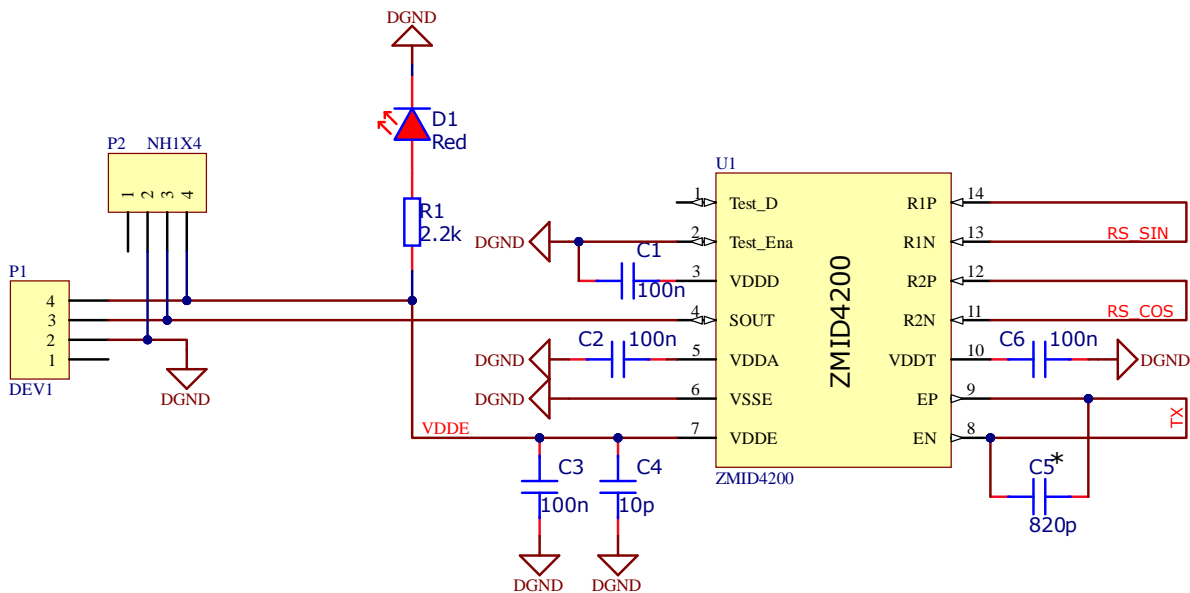 DGND
D1
Red
P2 NH1X4
1 2 3 4
R1
2.2k
P1
4
3
2
1
DEV1
DGND
U1
1 Test_D R1P 14
DGND 2 Test_Ena R1N 13 RS_SIN
C1
100n
3 VDDD R2P 12
4 SOUT R2N 11 RS_COS
C2 100n
DGND 5 VDDA VDDT 10 C6 100n DGND
DGND 6 VSSE EP 9
TX
VDDE 7 VDDE EN 8
ZMID4200
ZMID4200
C3
100n
C4
10p
C5*
820p
DGND
DGND